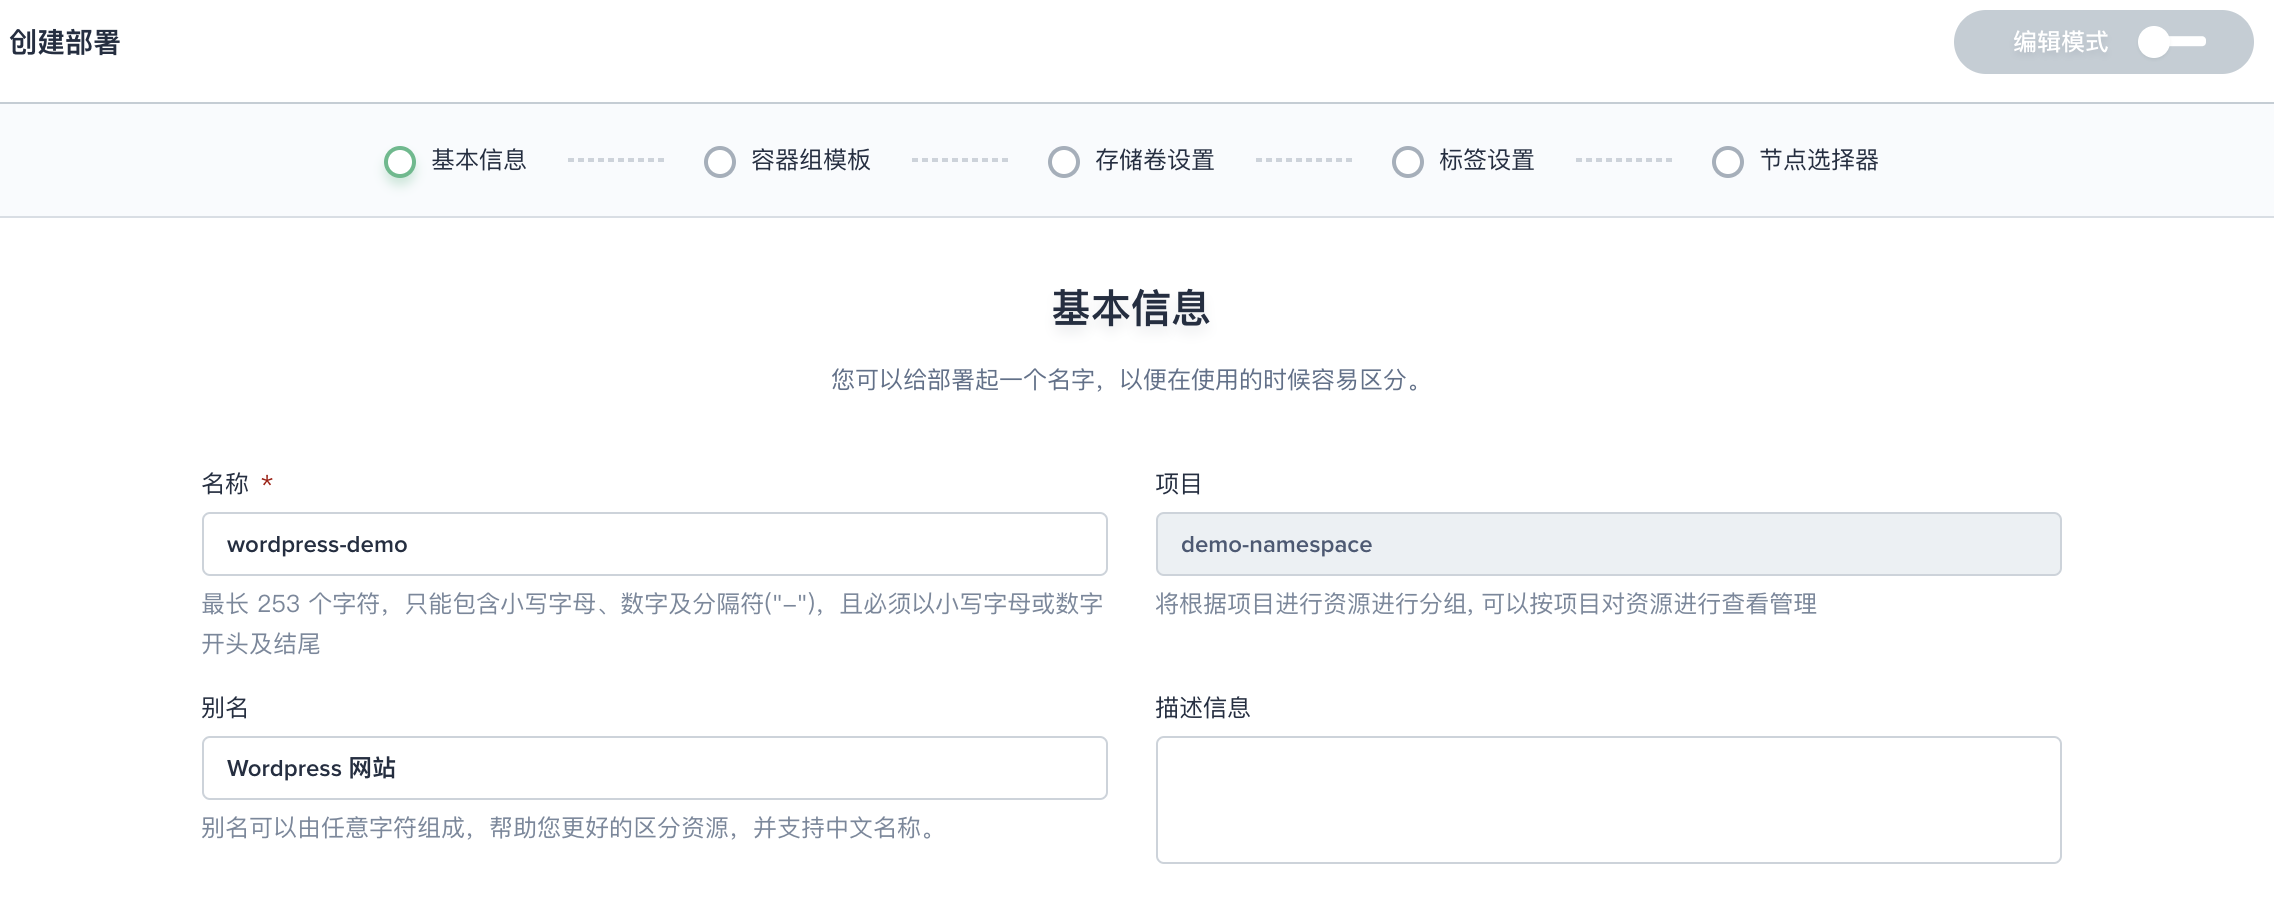 创建部署
编辑模式
基本信息
容器组模板
存储卷设置
标签设置
节点选择器
基本信息
您可以给部署起一个名字，以便在使用的时候容易区分。
名称 *
wordpress-demo
最长 253 个字符，只能包含小写字母、数字及分隔符("-")，且必须以小写字母或数字
开头及结尾
项目
demo-namespace
将根据项目进行资源进行分组, 可以按项目对资源进行查看管理
别名
Wordpress 网站
别名可以由任意字符组成，帮助您更好的区分资源，并支持中文名称。
描述信息